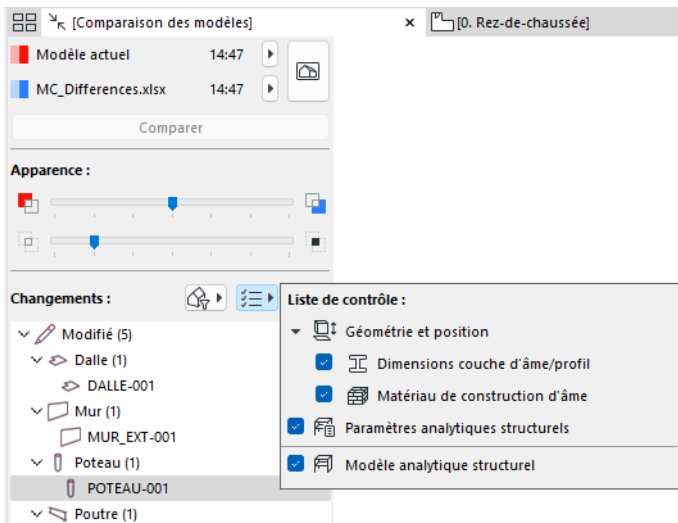 [Comparaison des modèles]
[0. Rez-de-chaussée]
Modèle actuel 14:47
MC_Differences.xlsx 14:47
Comparer
Apparence :
Changements :
Modifié (5)
Dalle (1)
DALLE-001
Mur (1)
MUR_EXT-001
Poteau (1)
POTEAU-001
Poutre (1)
Liste de contrôle :
Géométrie et position
Dimensions couche d'âme/profil
Matériau de construction d'âme
Paramètres analytiques structurels
Modèle analytique structurel